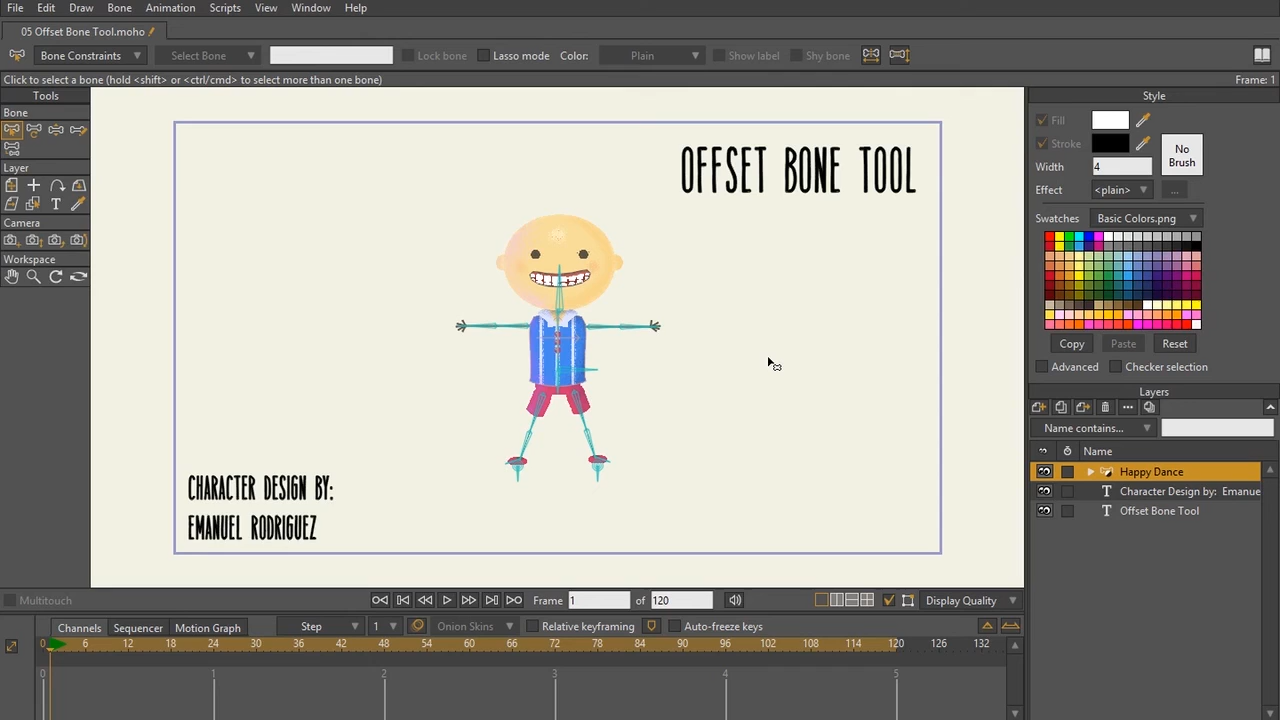 File Edit Draw Bone Animation Scripts View Window Help
05 Offset Bone Tool.moho
Bone Constraints Select Bone Lock bone Lasso mode Color: Plain Show label Shy bone
Click to select a bone (hold <shift> or <ctrl/cmd> to select more than one bone) Frame: 1
Tools
Bone
Layer
T
Camera
Workspace
OFFSET BONE TOOL
CHARACTER DESIGN BY:
EMANUEL RODRIGUEZ
Style
Fill
Stroke
No
Brush
Width 4
Effect <plain> ...
Swatches Basic Colors.png
Copy Paste Reset
Advanced Checker selection
Layers
Name contains...
Name
Happy Dance
T Character Design by: Emanue
T Offset Bone Tool
Multitouch Frame 1 of 120 Display Quality
Channels Sequencer Motion Graph Step 1 Onion Skins Relative keyframing Auto-freeze keys
0 6 12 18 24 30 36 42 48 54 60 66 72 78 84 90 96 102 108 114 120 126 132
0 1 2 3 4 5